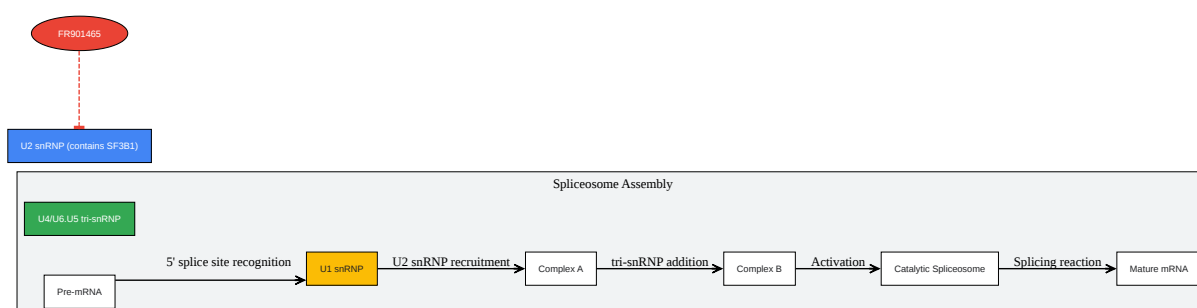 FR901465
U2 snRNP (contains SF3B1)
Spliceosome Assembly
U4/U6.U5 tri-snRNP
Pre-mRNA
5' splice site recognition
U1 snRNP
U2 snRNP recruitment
Complex A
tri-snRNP addition
Complex B
Activation
Catalytic Spliceosome
Splicing reaction
Mature mRNA